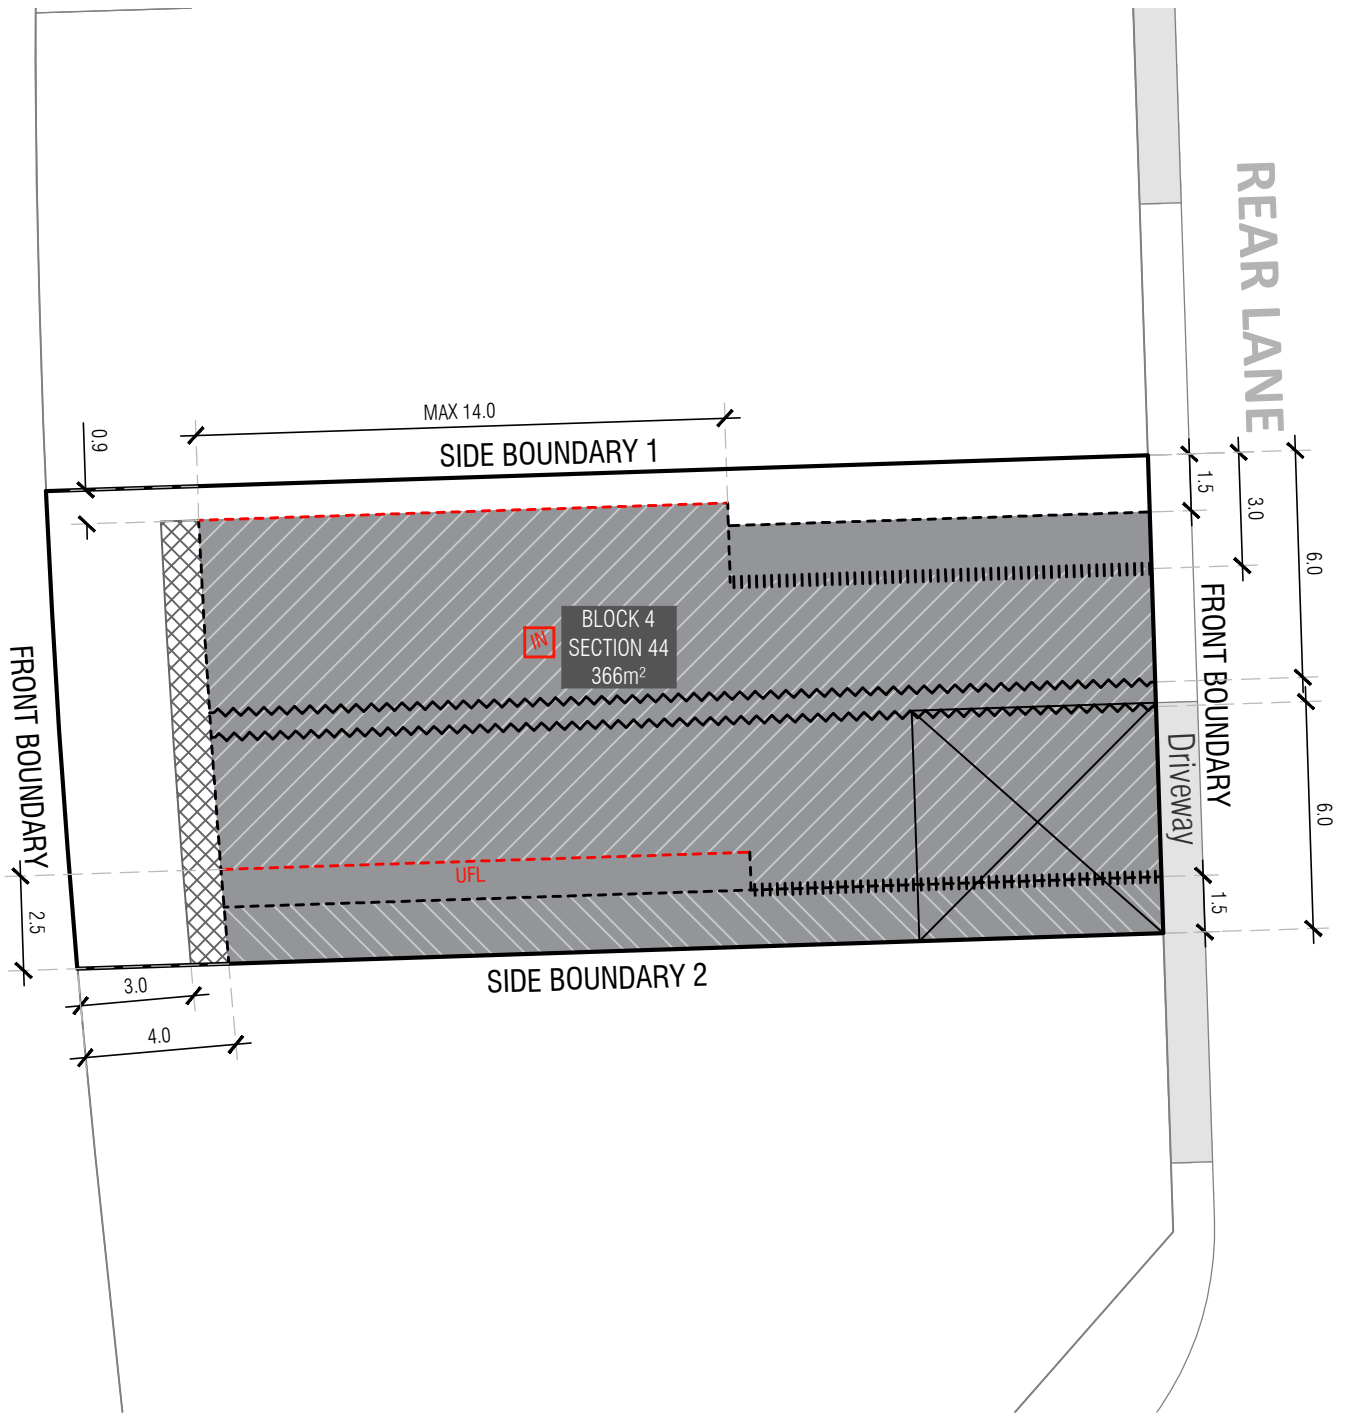 REAR LANE
MAX 14.0
0.9
SIDE BOUNDARY 1
1.5
3.0
6.0
BLOCK 4
SECTION 44
366m²
IN
FRONT BOUNDARY
FRONT BOUNDARY
Driveway
6.0
UFL
1.5
2.5
SIDE BOUNDARY 2
3.0
4.0